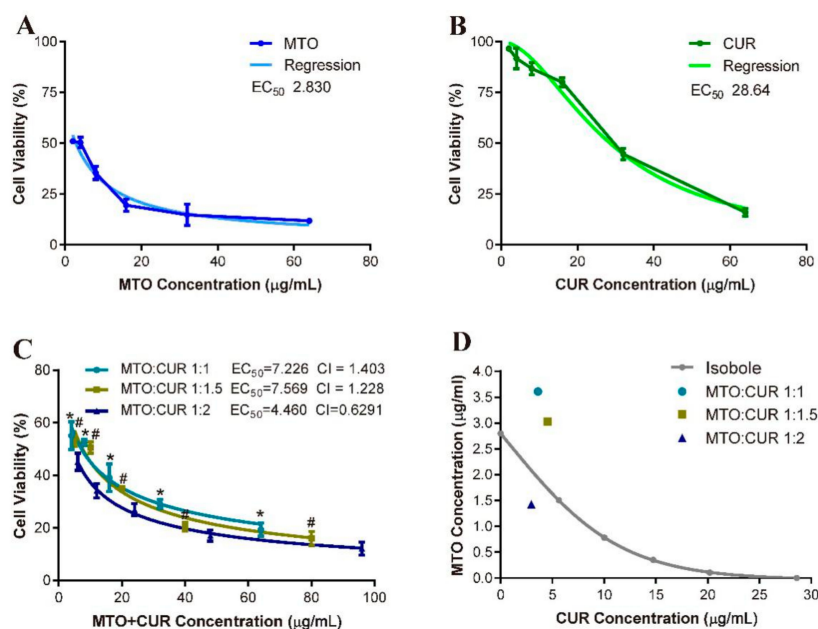 A
MTO
Regression
EC50 2.830
Cell Viability (%)
100
75
50
25
0
0 20 40 60 80
MTO Concentration (μg/mL)
B
CUR
Regression
EC50 28.64
Cell Viability (%)
100
75
50
25
0
0 20 40 60 80
CUR Concentration (μg/mL)
C
MTO:CUR 1:1 EC50=7.226 CI = 1.403
MTO:CUR 1:1.5 EC50=7.569 CI = 1.228
MTO:CUR 1:2 EC50=4.460 CI=0.6291
Cell Viability (%)
80
60
40
20
0
* # * # * # * # * #
0 20 40 60 80 100
MTO+CUR Concentration (μg/mL)
D
Isobole
MTO:CUR 1:1
MTO:CUR 1:1.5
MTO:CUR 1:2
MTO Concentration (μg/ml)
4.0
3.5
3.0
2.5
2.0
1.5
1.0
0.5
0.0
0 5 10 15 20 25 30
CUR Concentration (μg/mL)